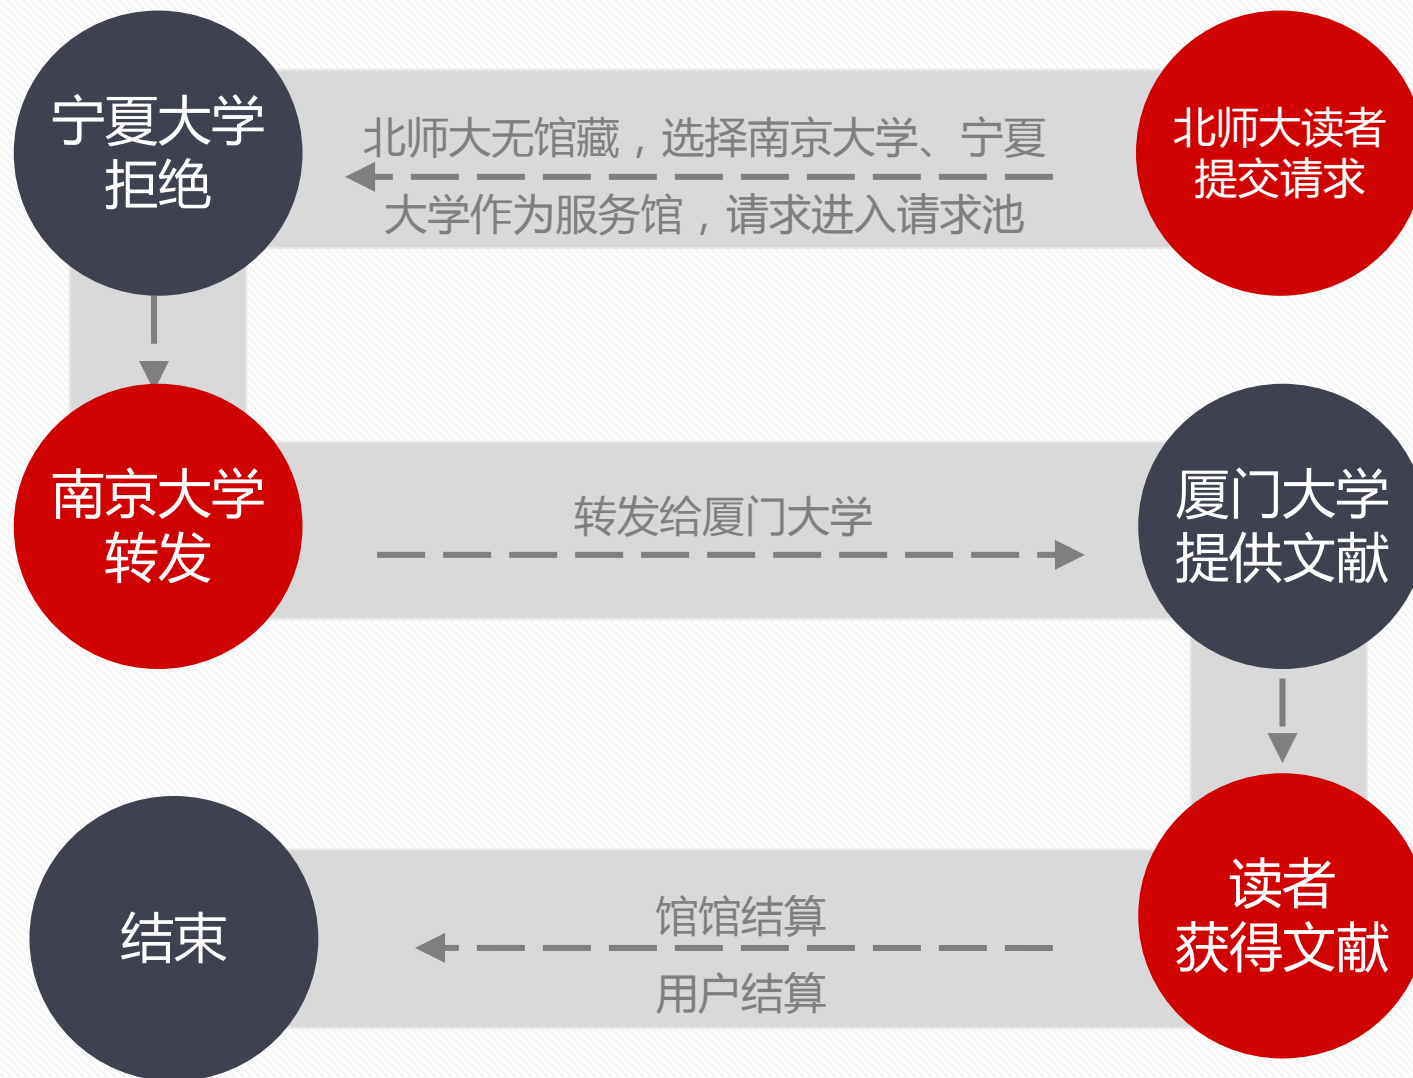 宁夏大学
拒绝
北师大无馆藏，选择南京大学、宁夏
大学作为服务馆，请求进入请求池
北师大读者
提交请求
南京大学
转发
转发给厦门大学
厦门大学
提供文献
结束
馆馆结算
用户结算
读者
获得文献